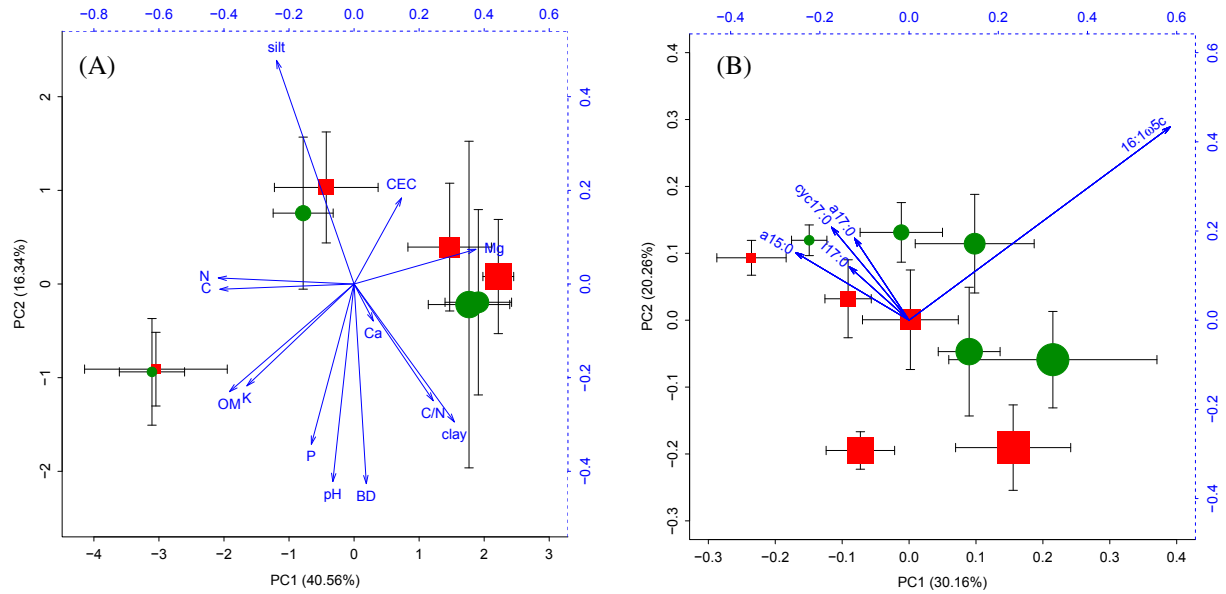 −0.8 −0.6 −0.4 −0.2 0.0 0.2 0.4 0.6
(A)
silt
CEC
Mg
N
C
Ca
OM
K
C/N
clay
P
pH
BD
2
1
0
−1
−2
PC2 (16.34%)
0.4
0.2
0.0
−0.2
−0.4
−4 −3 −2 −1 0 1 2 3
PC1 (40.56%)
−0.4 −0.2 0.0 0.2 0.4 0.6
(B)
16:1ω5c
cyc17:0
a17:0
a15:0
I17:0
0.4
0.3
0.2
0.1
0.0
−0.1
−0.2
−0.3
PC2 (20.26%)
0.6
0.4
0.2
0.0
−0.2
−0.4
−0.3 −0.2 −0.1 0.0 0.1 0.2 0.3 0.4
PC1 (30.16%)